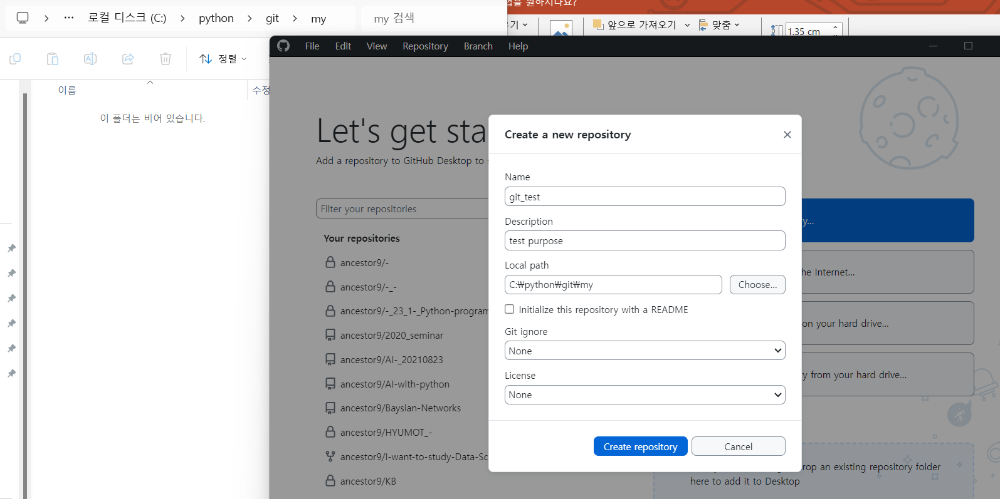 로컬 디스크 (C:) > python > git > my
my 검색
업을 원하시나요?
앞으로 가져오기
맞춤
1.35 cm
정렬
이름
수정
이 폴더는 비어 있습니다.
File Edit View Repository Branch Help
Let's get sta
Add a repository to GitHub Desktop to s
Filter your repositories
Your repositories
ancestor9/-
ancestor9/-_-
ancestor9/-_23_1-_Python-program
ancestor9/2020_seminar
ancestor9/AI-_20210823
ancestor9/AI-with-python
ancestor9/Baysian-Networks
ancestor9/HYUMOT_-
ancestor9/I-want-to-study-Data-Sc
ancestor9/KB
Create a new repository
Name
git_test
Description
test purpose
Local path
C:₩python₩git₩my
Choose...
Initialize this repository with a README
Git ignore
None
License
None
Create repository
Cancel
y...
he Internet...
on your hard drive...
y from your hard drive...
rop an existing repository folder
here to add it to Desktop